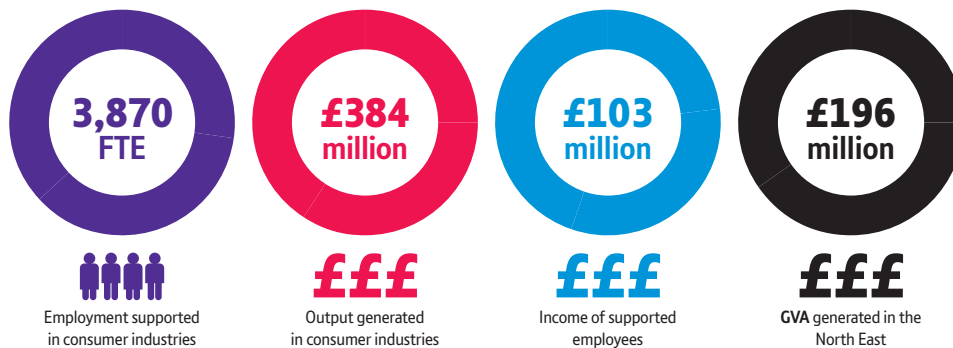 3,870
FTE
£384
million
£103
million
£196
million
£££
£££
£££
Employment supported
in consumer industries
Output generated
in consumer industries
Income of supported
employees
GVA generated in the
North East